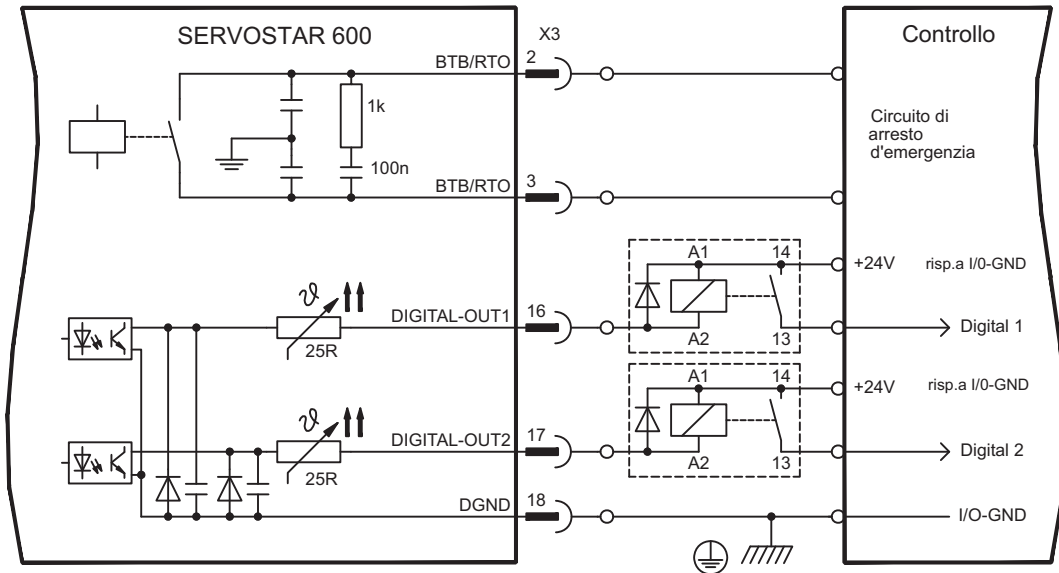 SERVOSTAR 600
X3
Controllo
BTB/RTO
2
1k
100n
Circuito di
arresto
d'emergenzia
BTB/RTO
3
A1
14
+24V
risp.a I/0-GND
DIGITAL-OUT1
16
25R
A2
13
Digital 1
A1
14
+24V
risp.a I/0-GND
DIGITAL-OUT2
17
25R
A2
13
Digital 2
DGND
18
I/O-GND